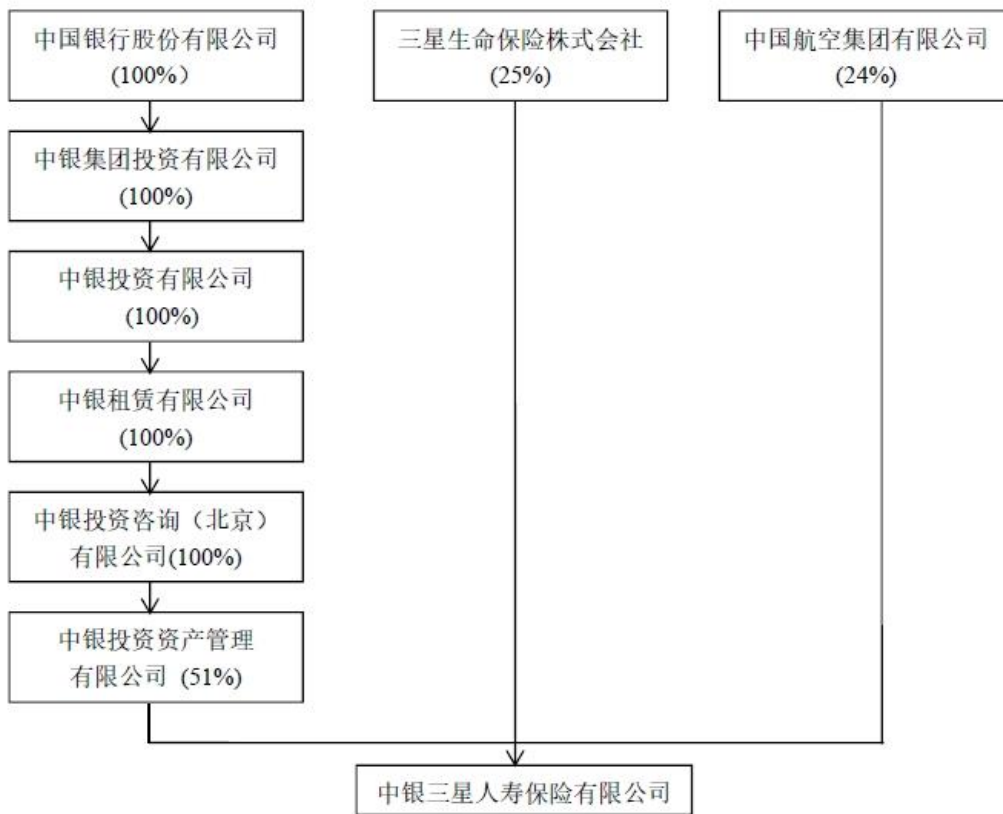 中国银行股份有限公司
(100%）
三星生命保险株式会社
(25%)
中国航空集团有限公司
(24%)
中银集团投资有限公司
(100%)
中银投资有限公司
(100%)
中银租赁有限公司
(100%)
中银投资咨询（北京）
有限公司(100%)
中银投资资产管理
有限公司 (51%)
中银三星人寿保险有限公司